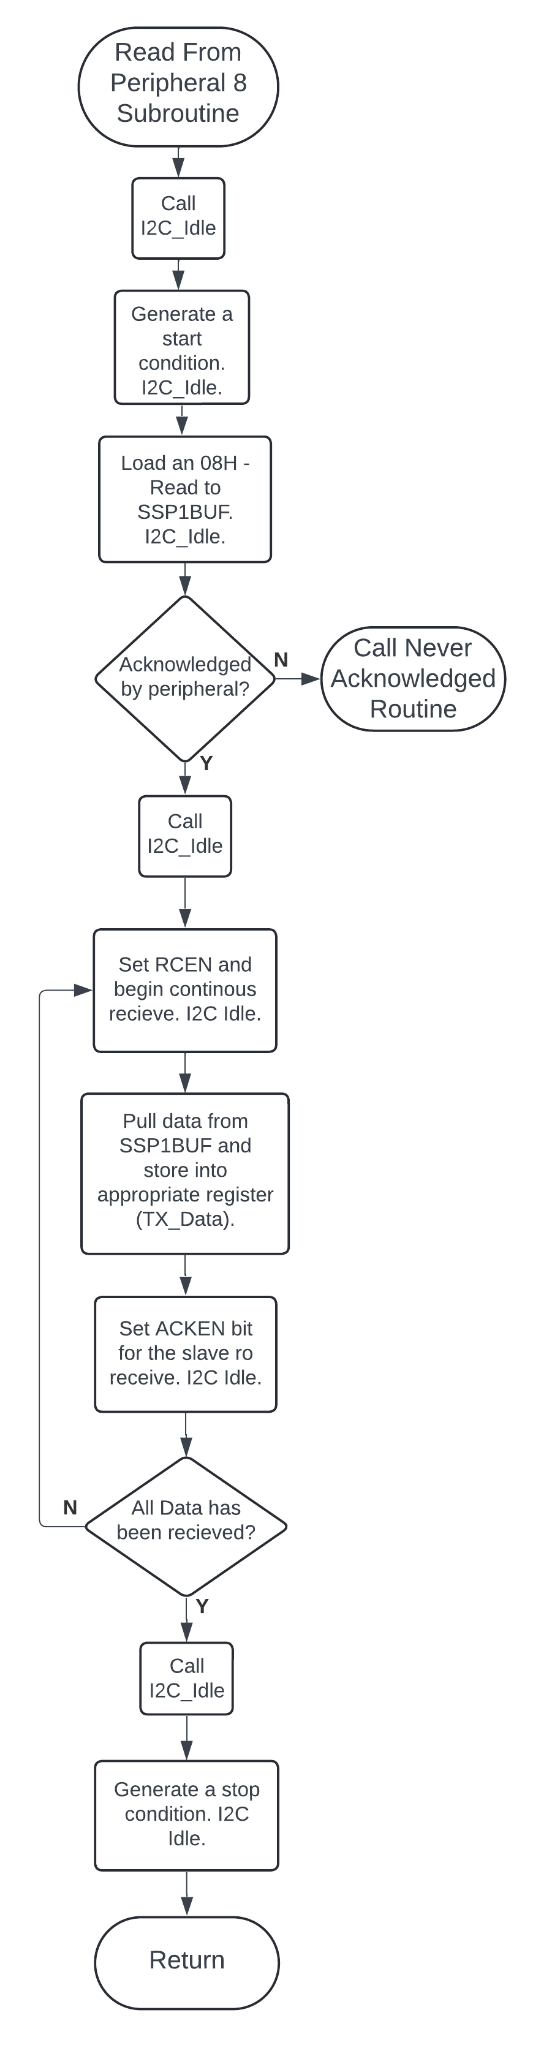 Read From
Peripheral 8
Subroutine
Call
I2C_Idle
Generate a
start
condition.
I2C_Idle.
Load an 08H -
Read to
SSP1BUF.
I2C_Idle.
Acknowledged
by peripheral?
N
Call Never
Acknowledged
Routine
Y
Call
I2C_Idle
Set RCEN and
begin continous
recieve. I2C Idle.
Pull data from
SSP1BUF and
store into
appropriate register
(TX_Data).
Set ACKEN bit
for the slave ro
receive. I2C Idle.
N
All Data has
been recieved?
Y
Call
I2C_Idle
Generate a stop
condition. I2C
Idle.
Return